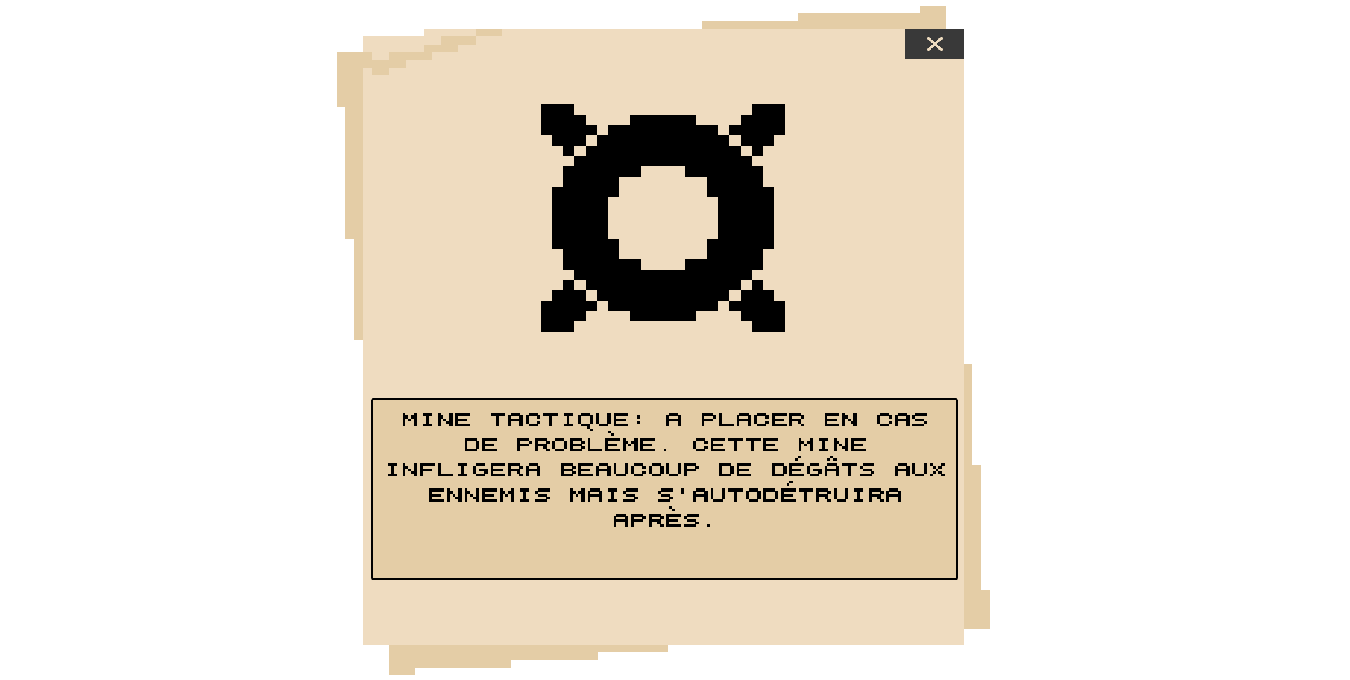 MINE TACTIQUE: A PLACER EN CAS
DE PROBLÈME. CETTE MINE
INFLIGERA BEAUCOUP DE DÉGÂTS AUX
ENNEMIS MAIS S'AUTODÉTRUIRA
APRÈS.